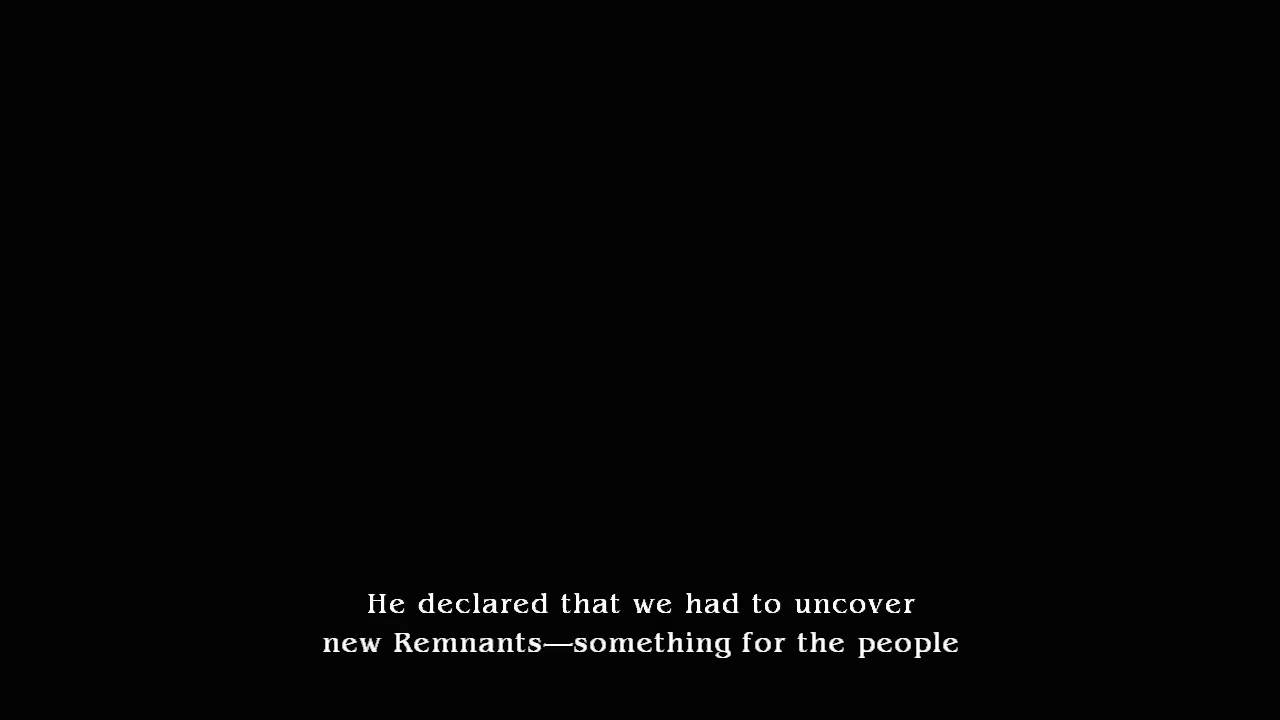 He declared that we had to uncover
new Remnants—something for the people